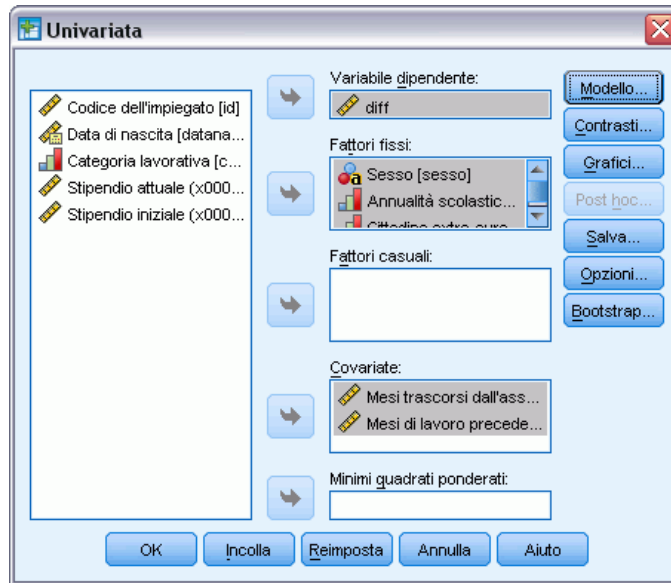 Univariata
Codice dell'impiegato [id]
Data di nascita [datana...
Categoria lavorativa [c...
Stipendio attuale (x000...
Stipendio iniziale (x000...
Variabile dipendente:
diff
Fattori fissi:
Sesso [sesso]
Annualità scolastic...
Fattori casuali:
Covariate:
Mesi trascorsi dall'ass...
Mesi di lavoro precede...
Minimi quadrati ponderati:
Modello...
Contrasti...
Grafici...
Post hoc...
Salva...
Opzioni...
Bootstrap...
OK
Incolla
Reimposta
Annulla
Aiuto